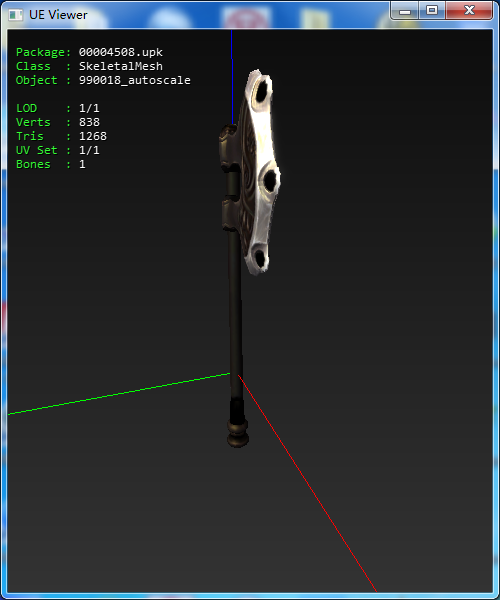 UE Viewer
Package: 00004508.upk
Class  : SkeletalMesh
Object : 990018_autoscale
LOD    : 1/1
Verts  : 838
Tris   : 1268
UV Set : 1/1
Bones  : 1